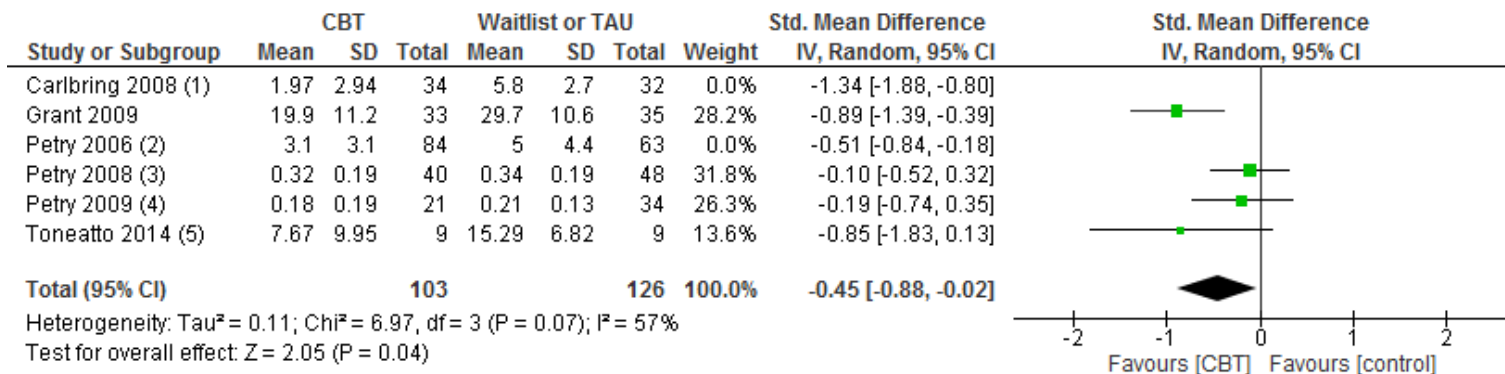 CBT Waitlist or TAU Std. Mean Difference Std. Mean Difference
Study or Subgroup Mean SD Total Mean SD Total Weight IV, Random, 95% CI IV, Random, 95% CI
Carlbring 2008 (1) 1.97 2.94 34 5.8 2.7 32 0.0% -1.34 [-1.88, -0.80]
Grant 2009 19.9 11.2 33 29.7 10.6 35 28.2% -0.89 [-1.39, -0.39]
Petry 2006 (2) 3.1 3.1 84 5 4.4 63 0.0% -0.51 [-0.84, -0.18]
Petry 2008 (3) 0.32 0.19 40 0.34 0.19 48 31.8% -0.10 [-0.52, 0.32]
Petry 2009 (4) 0.18 0.19 21 0.21 0.13 34 26.3% -0.19 [-0.74, 0.35]
Toneatto 2014 (5) 7.67 9.95 9 15.29 6.82 9 13.6% -0.85 [-1.83, 0.13]
Total (95% CI) 103 126 100.0% -0.45 [-0.88, -0.02]
Heterogeneity: Tau² = 0.11; Chi² = 6.97, df = 3 (P = 0.07); I² = 57%
Test for overall effect: Z = 2.05 (P = 0.04)
-2 -1 0 1 2
Favours [CBT] Favours [control]